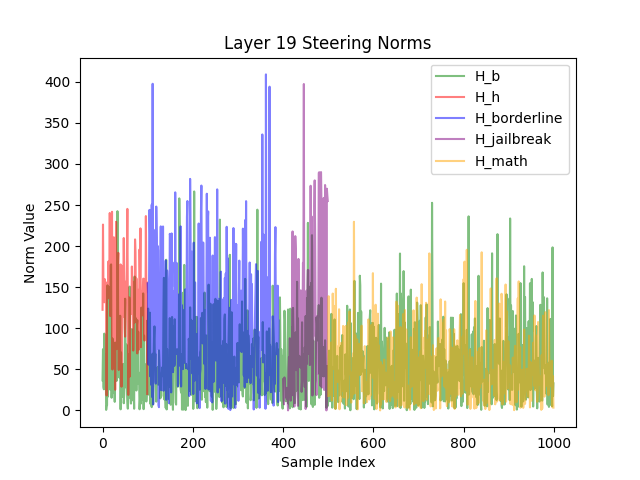 Layer 19 Steering Norms
Norm Value
400
350
300
250
200
150
100
50
0
H_b
H_h
H_borderline
H_jailbreak
H_math
0 200 400 600 800 1000
Sample Index